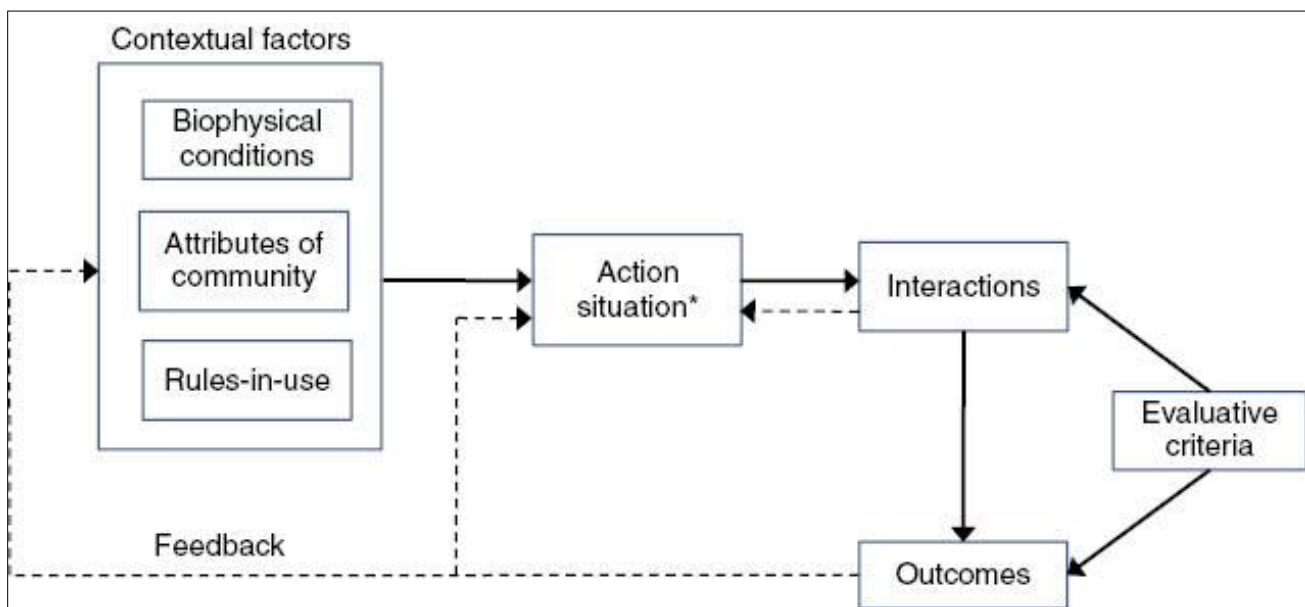 Contextual factors
Biophysical
conditions
Attributes of
community
Rules-in-use
Action
situation*
Interactions
Evaluative
criteria
Feedback
Outcomes